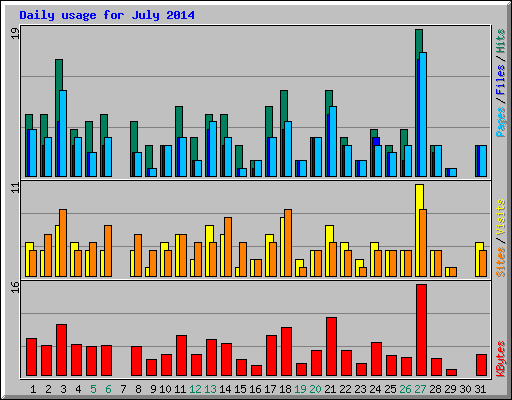 Daily usage for July 2014
19
Pages / Files / Hits
11
Sites / Visits
16
KBytes
1 2 3 4 5 6 7 8 9 10 11 12 13 14 15 16 17 18 19 20 21 22 23 24 25 26 27 28 29 30 31